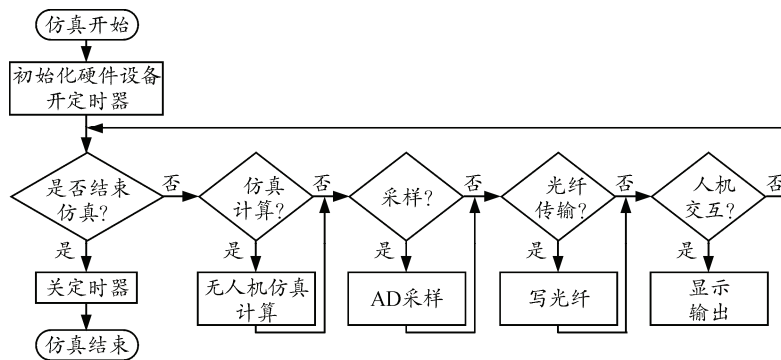 仿真开始
初始化硬件设备
开定时器
是否结束
仿真?
否
仿真
计算?
否
采样?
否
光纤
传输?
否
人机
交互?
否
是
是
是
是
是
关定时器
无人机仿真
计算
AD采样
写光纤
显示
输出
仿真结束